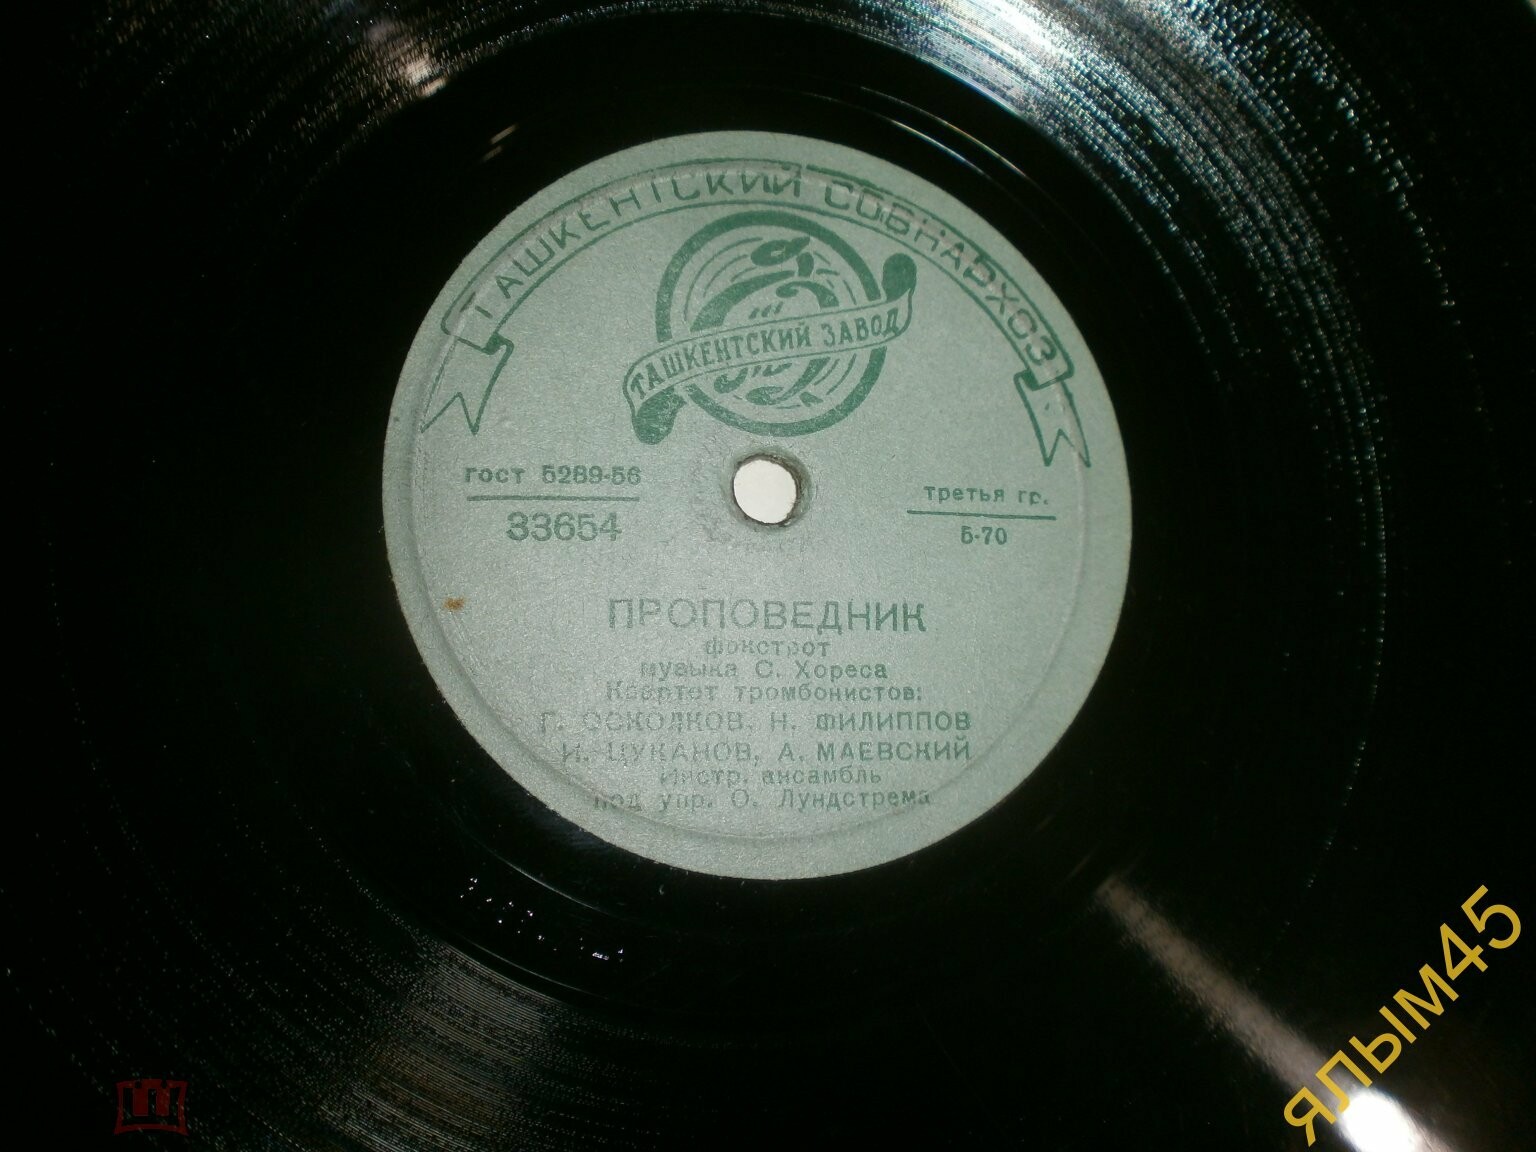 ТАШКЕНТСКИЙ СОВНАРХОЗ
ТАШКЕНТСКИЙ ЗАВОД
гост 5289-56
33654
третья гр.
Б-70
ПРОПОВЕДНИК
фокстрот
музыка С. Хореса
Квартет тромбонистов:
Г. ОСКОЛКОВ, Н. ФИЛИППОВ
И. ЦУКАНОВ, А. МАЕВСКИЙ
Инстр. ансамбль
под упр. О. Лундстрема
ялым45